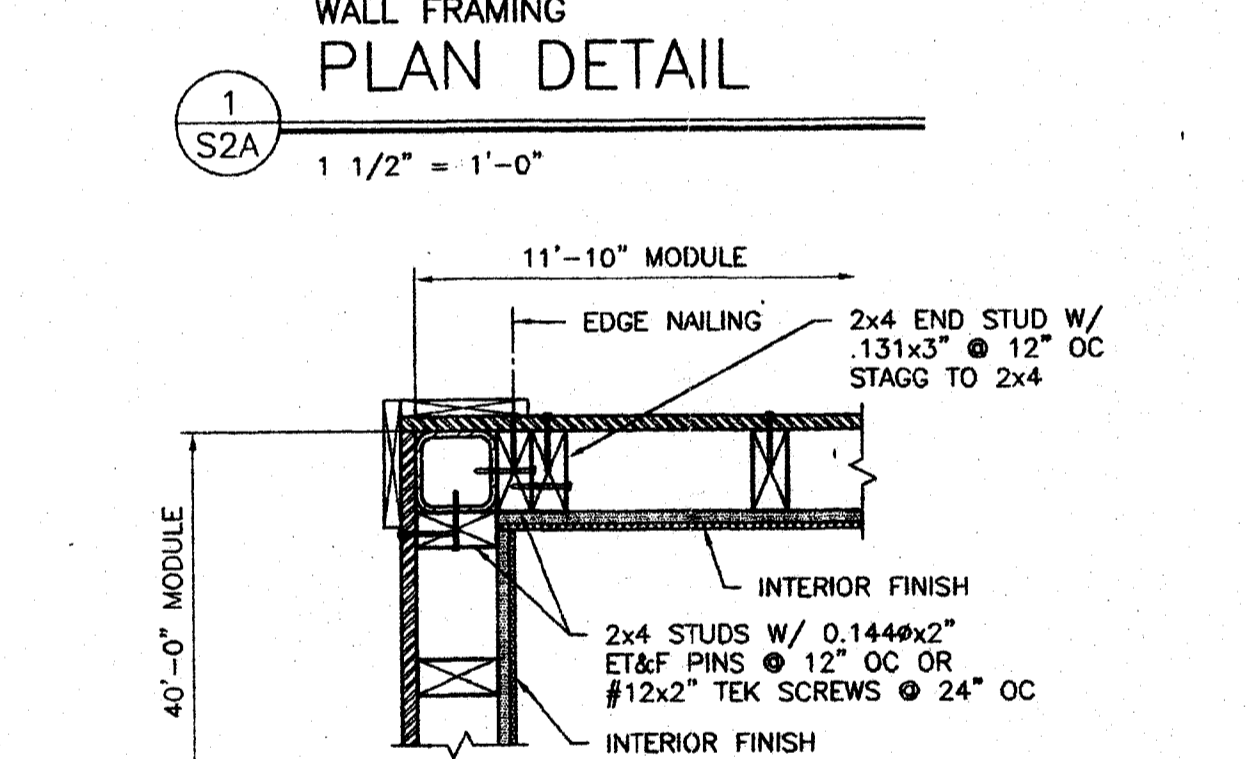 WALL FRAMING
PLAN DETAIL
1
S2A
1 1/2" = 1'-0"
11'-10" MODULE
EDGE NAILING
2x4 END STUD W/
.131x3" @ 12" OC
STAGG TO 2x4
40'-0" MODULE
INTERIOR FINISH
2x4 STUDS W/ 0.144øx2"
ET&F PINS @ 12" OC OR
#12x2" TEK SCREWS @ 24" OC
INTERIOR FINISH